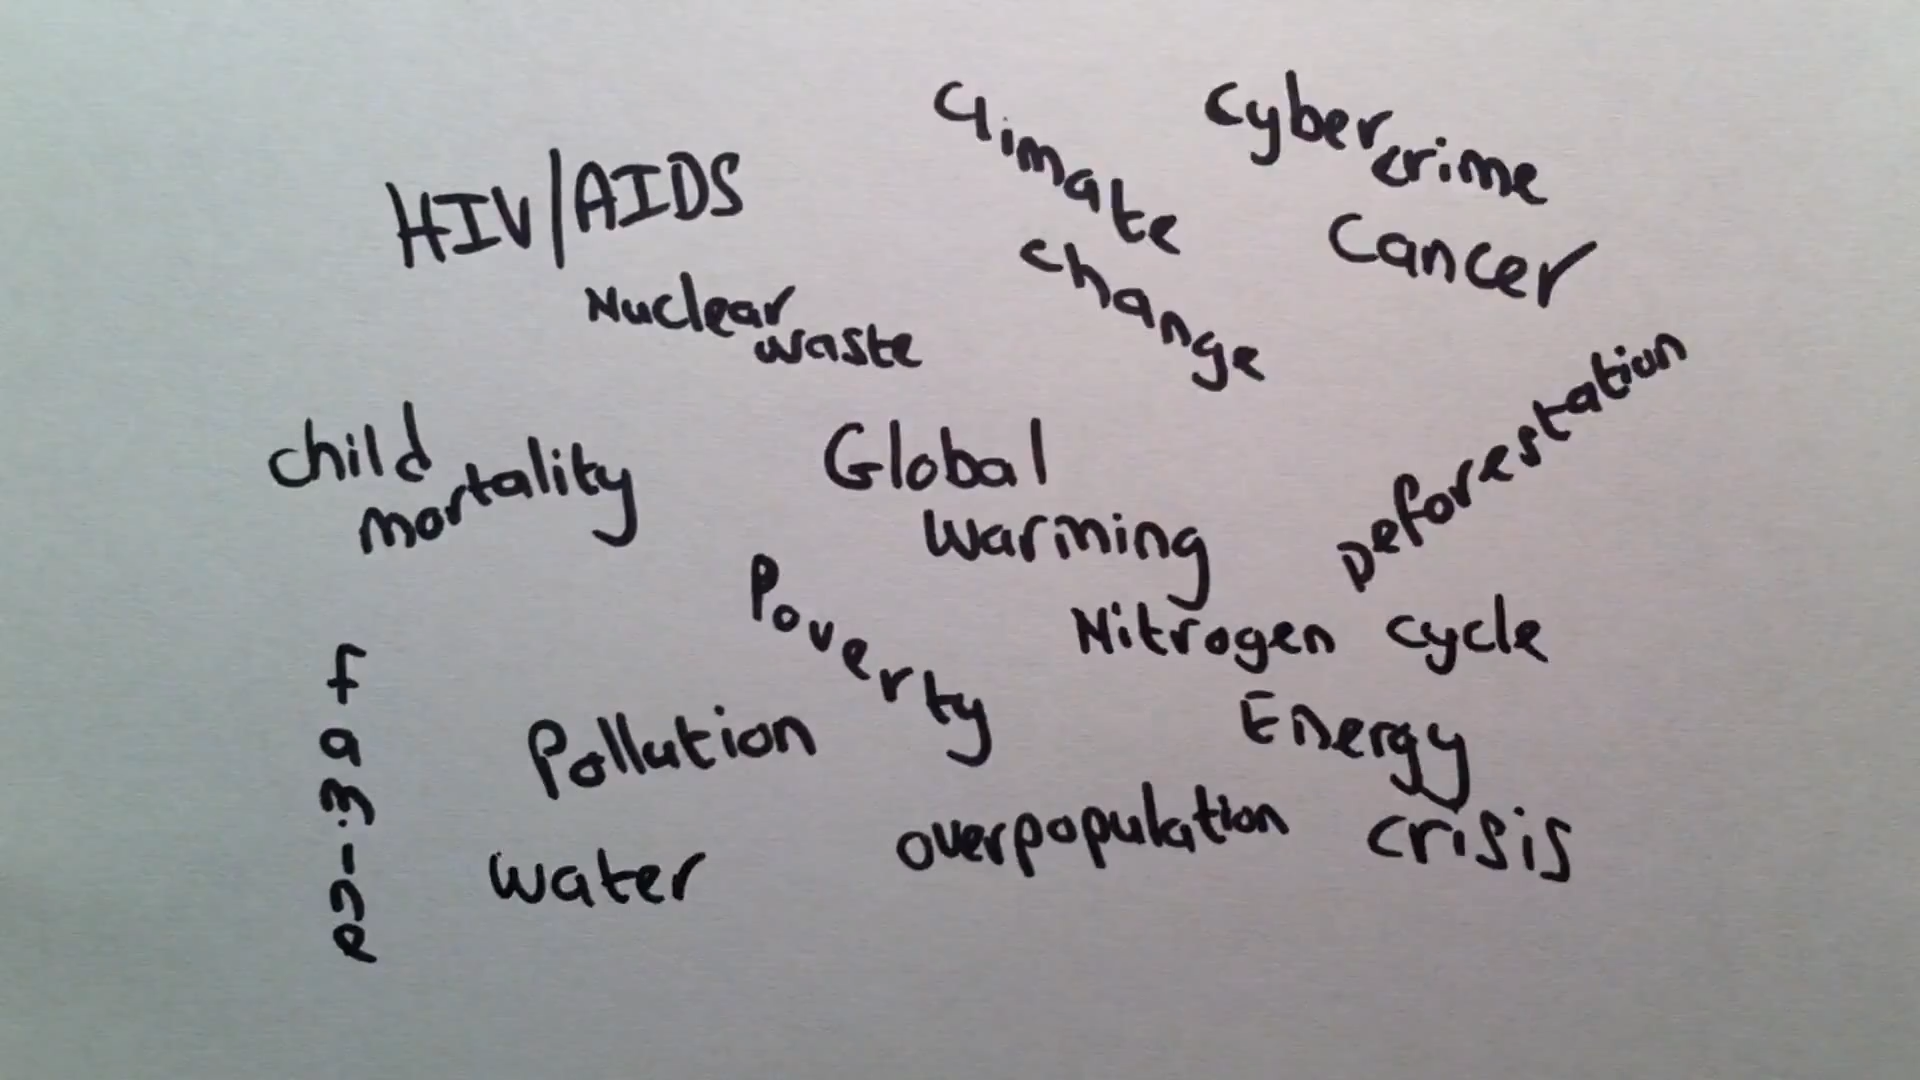 Climate
change
Cyber
crime
HIV/AIDS
Cancer
Nuclear
waste
Deforestation
Child
mortality
Global
Warming
Poverty
Nitrogen cycle
famine
Pollution
Energy
crisis
overpopulation
Water